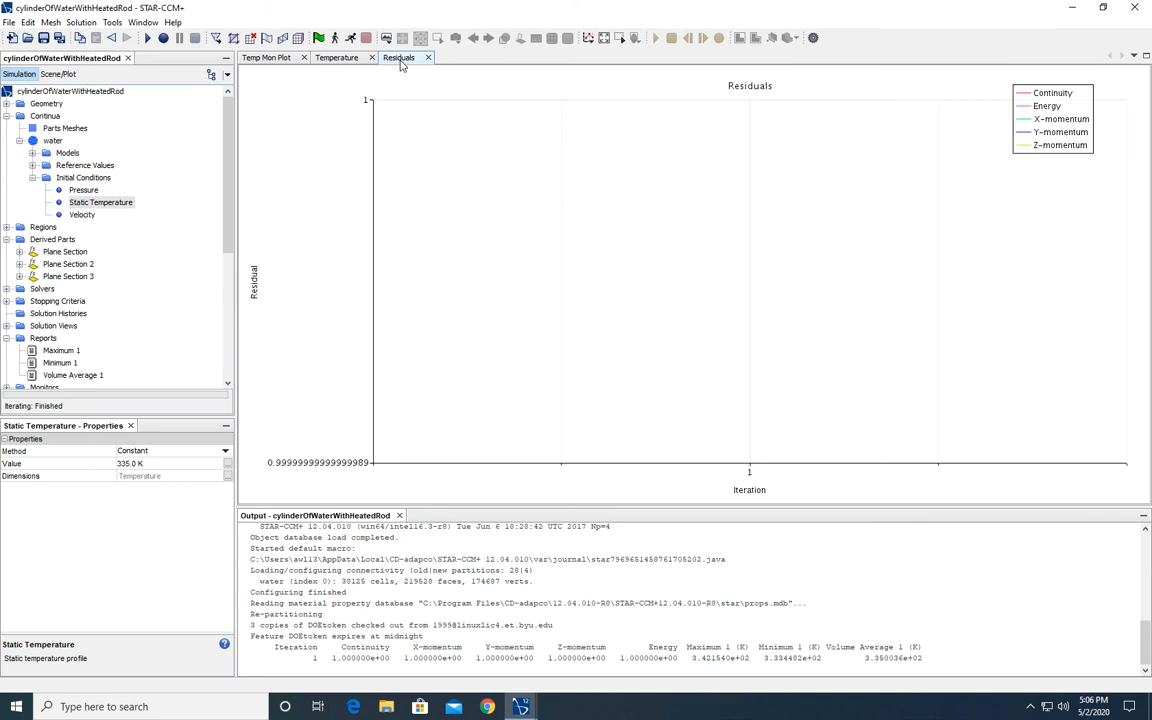 cylinderOfWaterWithHeatedRod - STAR-CCM+
File Edit Mesh Solution Tools Window Help
cylinderOfWaterWithHeatedRod
Simulation Scene/Plot
cylinderOfWaterWithHeatedRod
Geometry
Continua
Parts Meshes
water
Models
Reference Values
Initial Conditions
Pressure
Static Temperature
Velocity
Regions
Derived Parts
Plane Section
Plane Section 2
Plane Section 3
Solvers
Stopping Criteria
Solution Histories
Solution Views
Reports
Maximum 1
Minimum 1
Volume Average 1
Monitors
Iterating: Finished
Static Temperature - Properties
Properties
Method Constant
Value 335.0 K
Dimensions Temperature
Static Temperature
Static temperature profile
Temp Mon Plot Temperature Residuals
Residuals
Continuity
Energy
X-momentum
Y-momentum
Z-momentum
1
Residual
0.99999999999999989
1
Iteration
Output - cylinderOfWaterWithHeatedRod
STAR-CCM+ 12.04.010 (win64/intel16.3-r8) Tue Jun 6 18:28:42 UTC 2017 Np=4
Object database load completed.
Started default macro:
C:\Users\awl13\AppData\Local\CD-adapco\STAR-CCM+ 12.04.010\var\journal\star7969651458761705202.java
Loading/configuring connectivity (old|new partitions: 28|4)
water (index 0): 38125 cells, 219528 faces, 174687 verts.
Configuring finished
Reading material property database "C:\Program Files\CD-adapco\12.04.010-R8\STAR-CCM+12.04.010-R8\star\props.mdb"...
Re-partitioning
3 copies of DOEtoken checked out from 1999@linuxlic4.et.byu.edu
Feature DOEtoken expires at midnight
Iteration Continuity X-momentum Y-momentum Z-momentum Energy Maximum 1 (K) Minimum 1 (K) Volume Average 1 (K)
1 1.000000e+00 1.000000e+00 1.000000e+00 1.000000e+00 1.000000e+00 3.421540e+02 3.334482e+02 3.350036e+02
Type here to search
5:06 PM
5/2/2020